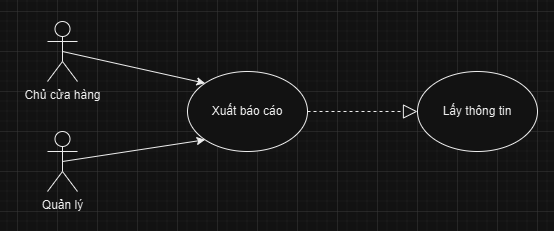 Chủ cửa hàng
Xuất báo cáo
Lấy thông tin
Quản lý